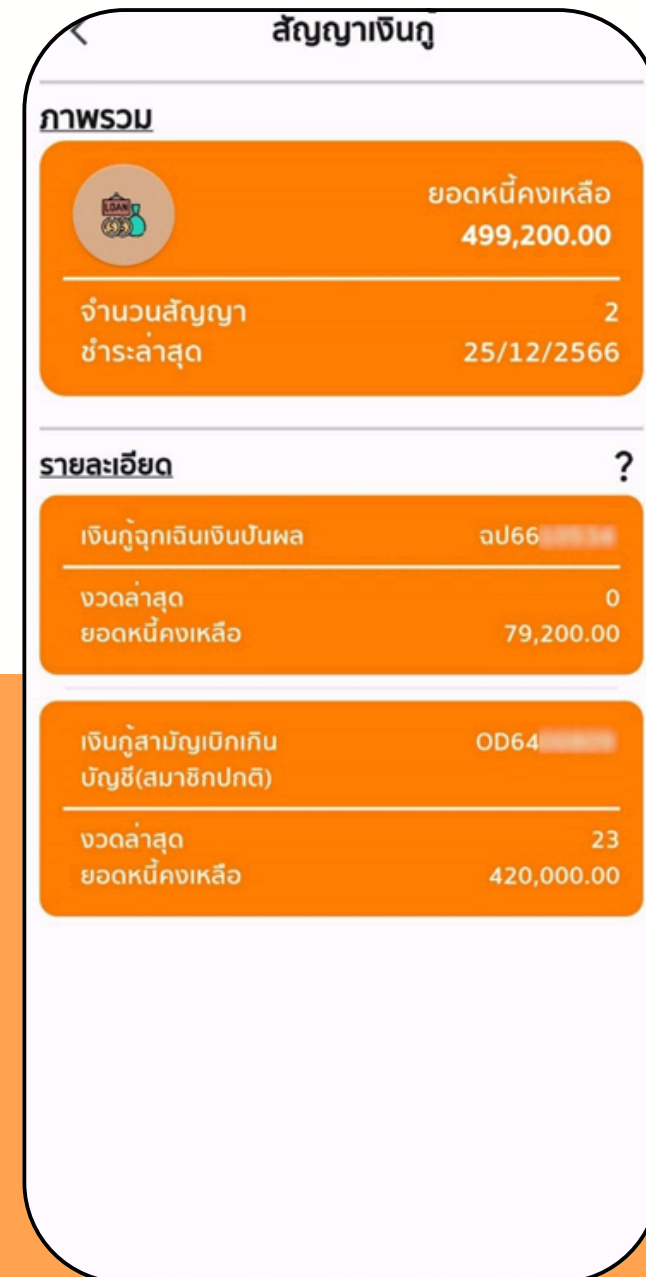 สัญญาเงินกู้
ภาพรวม
LOAN
ยอดหนี้คงเหลือ
499,200.00
จำนวนสัญญา 2
ชำระล่าสุด 25/12/2566
รายละเอียด ?
เงินกู้ฉุกเฉินเงินปันผล ฉป66
งวดล่าสุด 0
ยอดหนี้คงเหลือ 79,200.00
เงินกู้สามัญเบิกเกิน OD64
บัญชี(สมาชิกปกติ)
งวดล่าสุด 23
ยอดหนี้คงเหลือ 420,000.00